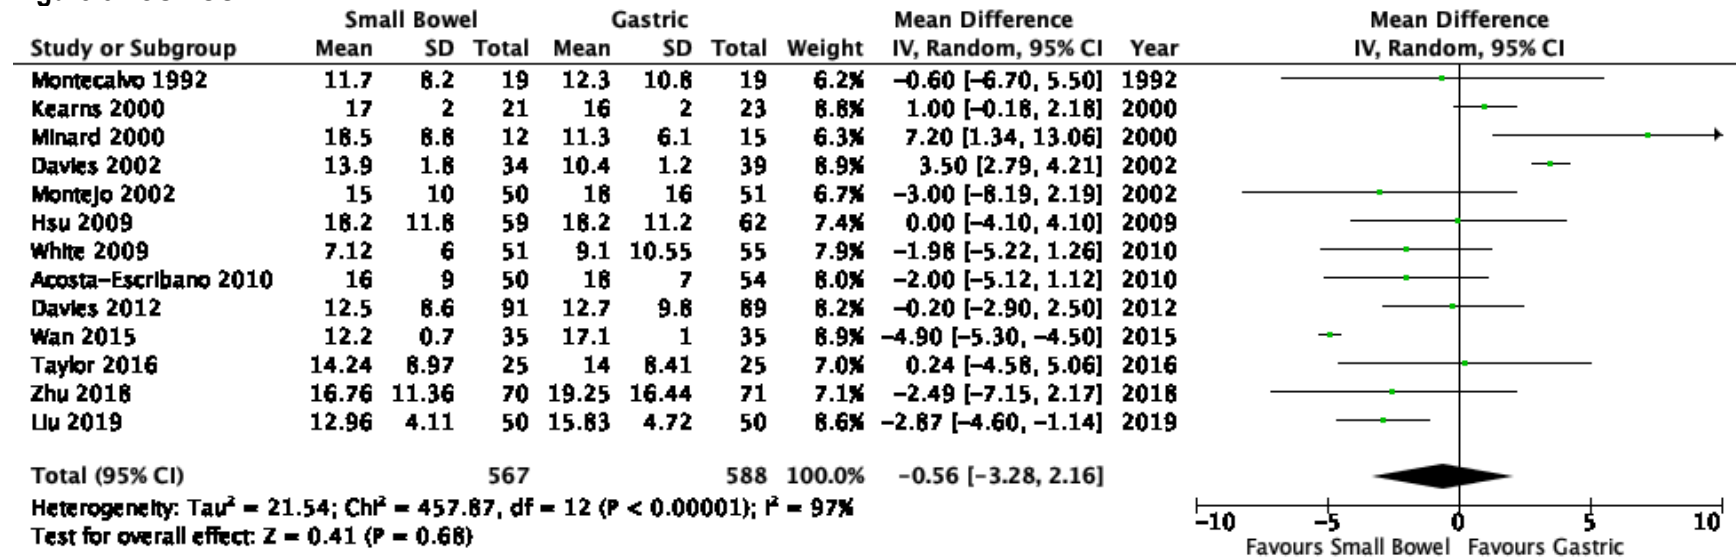 Small Bowel Gastric Mean Difference Mean Difference
Study or Subgroup Mean SD Total Mean SD Total Weight IV, Random, 95% CI Year IV, Random, 95% CI
Montecalvo 1992 11.7 8.2 19 12.3 10.8 19 6.2% −0.60 [−6.70, 5.50] 1992
Kearns 2000 17 2 21 16 2 23 8.8% 1.00 [−0.18, 2.18] 2000
Minard 2000 18.5 8.8 12 11.3 6.1 15 6.3% 7.20 [1.34, 13.06] 2000
Davies 2002 13.9 1.8 34 10.4 1.2 39 8.9% 3.50 [2.79, 4.21] 2002
Montejo 2002 15 10 50 18 16 51 6.7% −3.00 [−8.19, 2.19] 2002
Hsu 2009 18.2 11.8 59 18.2 11.2 62 7.4% 0.00 [−4.10, 4.10] 2009
White 2009 7.12 6 51 9.1 10.55 55 7.9% −1.98 [−5.22, 1.26] 2010
Acosta−Escribano 2010 16 9 50 18 7 54 8.0% −2.00 [−5.12, 1.12] 2010
Davies 2012 12.5 8.6 91 12.7 9.8 89 8.2% −0.20 [−2.90, 2.50] 2012
Wan 2015 12.2 0.7 35 17.1 1 35 8.9% −4.90 [−5.30, −4.50] 2015
Taylor 2016 14.24 8.97 25 14 8.41 25 7.0% 0.24 [−4.58, 5.06] 2016
Zhu 2018 16.76 11.36 70 19.25 16.44 71 7.1% −2.49 [−7.15, 2.17] 2018
Liu 2019 12.96 4.11 50 15.83 4.72 50 8.6% −2.87 [−4.60, −1.14] 2019
Total (95% CI) 567 588 100.0% −0.56 [−3.28, 2.16]
Heterogeneity: Tau² = 21.54; Chi² = 457.87, df = 12 (P < 0.00001); I² = 97%
Test for overall effect: Z = 0.41 (P = 0.68)
−10 −5 0 5 10
Favours Small Bowel Favours Gastric